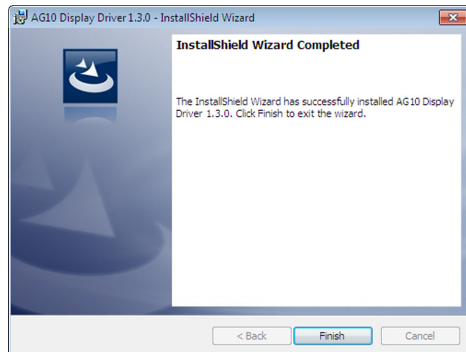 AG10 Display Driver 1.3.0 - InstallShield Wizard
InstallShield Wizard Completed
The InstallShield Wizard has successfully installed AG10 Display
Driver 1.3.0. Click Finish to exit the wizard.
< Back
Finish
Cancel